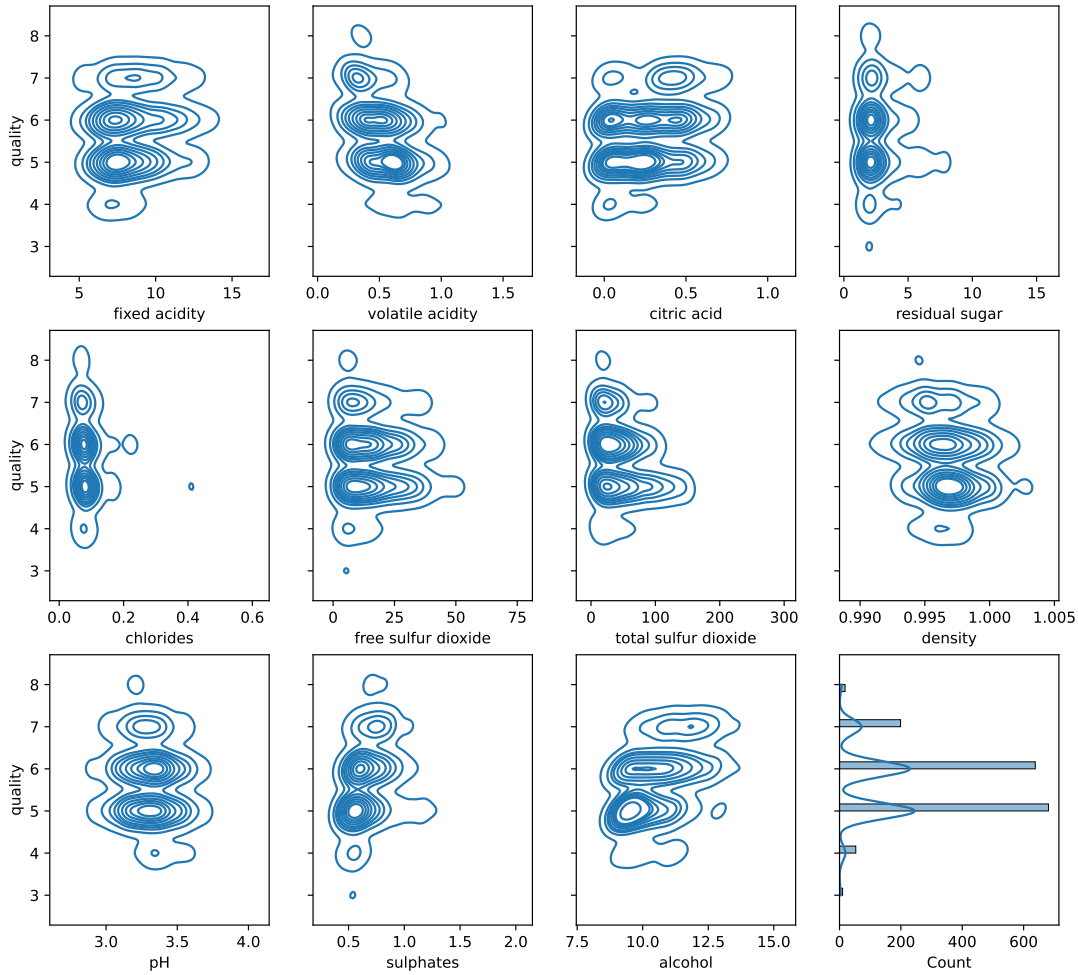 8
7
6
5
4
3
quality
5 10 15
fixed acidity
0.0 0.5 1.0 1.5
volatile acidity
0.0 0.5 1.0
citric acid
0 5 10 15
residual sugar
8
7
6
5
4
3
quality
0.0 0.2 0.4 0.6
chlorides
0 25 50 75
free sulfur dioxide
0 100 200 300
total sulfur dioxide
0.990 0.995 1.000 1.005
density
8
7
6
5
4
3
quality
3.0 3.5 4.0
pH
0.5 1.0 1.5 2.0
sulphates
7.5 10.0 12.5 15.0
alcohol
0 200 400 600
Count